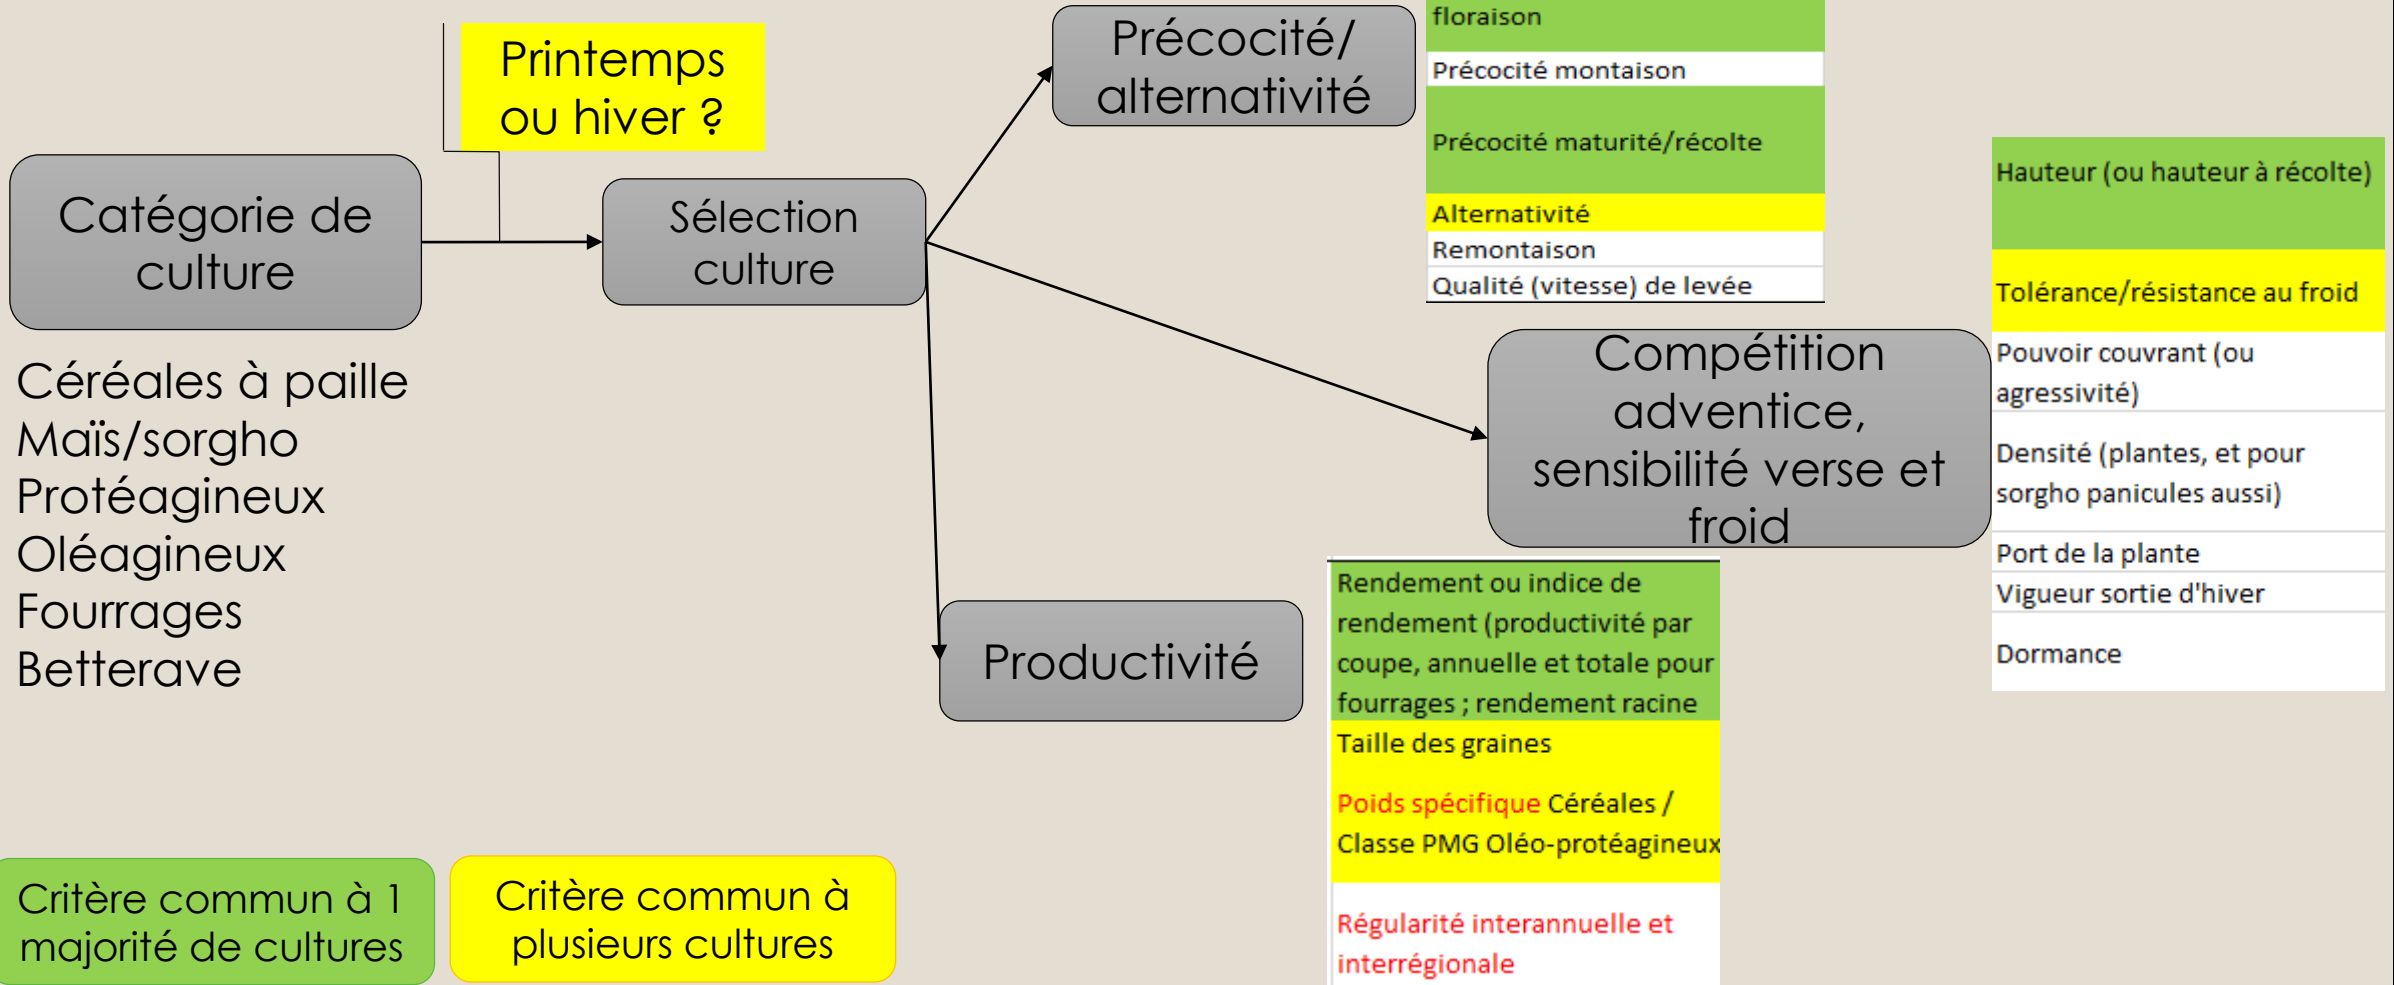 Printemps
ou hiver ?
Catégorie de
culture
Céréales à paille
Maïs/sorgho
Protéagineux
Oléagineux
Fourrages
Betterave
Sélection
culture
Précocité/
alternativité
floraison
Précocité montaison
Précocité maturité/récolte
Alternativité
Remontaison
Qualité (vitesse) de levée
Compétition
adventice,
sensibilité verse et
froid
Hauteur (ou hauteur à récolte)
Tolérance/résistance au froid
Pouvoir couvrant (ou
agressivité)
Densité (plantes, et pour
sorgho panicules aussi)
Port de la plante
Vigueur sortie d'hiver
Dormance
Productivité
Rendement ou indice de
rendement (productivité par
coupe, annuelle et totale pour
fourrages ; rendement racine
Taille des graines
Poids spécifique Céréales /
Classe PMG Oléo-protéagineux
Régularité interannuelle et
interrégionale
Critère commun à 1
majorité de cultures
Critère commun à
plusieurs cultures